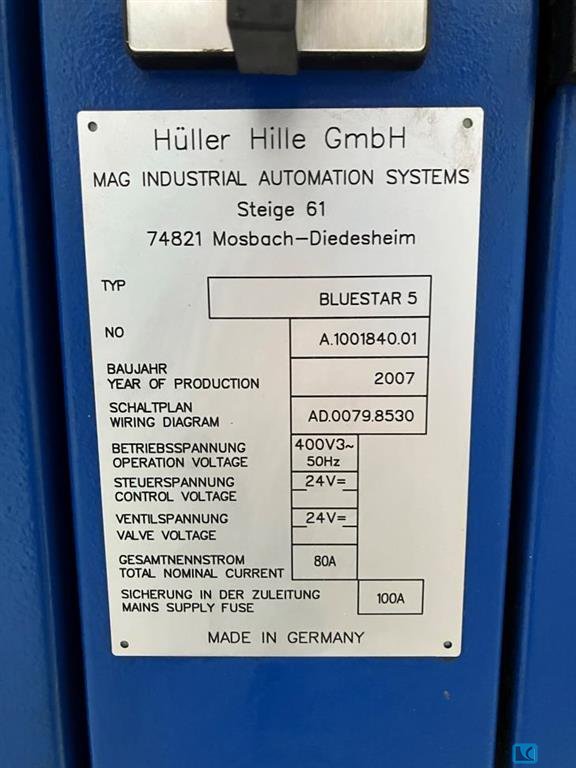 Hüller Hille GmbH
MAG INDUSTRIAL AUTOMATION SYSTEMS
Steige 61
74821 Mosbach-Diedesheim
TYP BLUESTAR 5
NO A.1001840.01
BAUJAHR
YEAR OF PRODUCTION 2007
SCHALTPLAN
WIRING DIAGRAM AD.0079.8530
BETRIEBSSPANNUNG 400V3~
OPERATION VOLTAGE 50Hz
STEUERSPANNUNG 24V=
CONTROL VOLTAGE
VENTILSPANNUNG 24V=
VALVE VOLTAGE
GESAMTNENNSTROM 80A
TOTAL NOMINAL CURRENT
SICHERUNG IN DER ZULEITUNG 100A
MAINS SUPPLY FUSE
MADE IN GERMANY